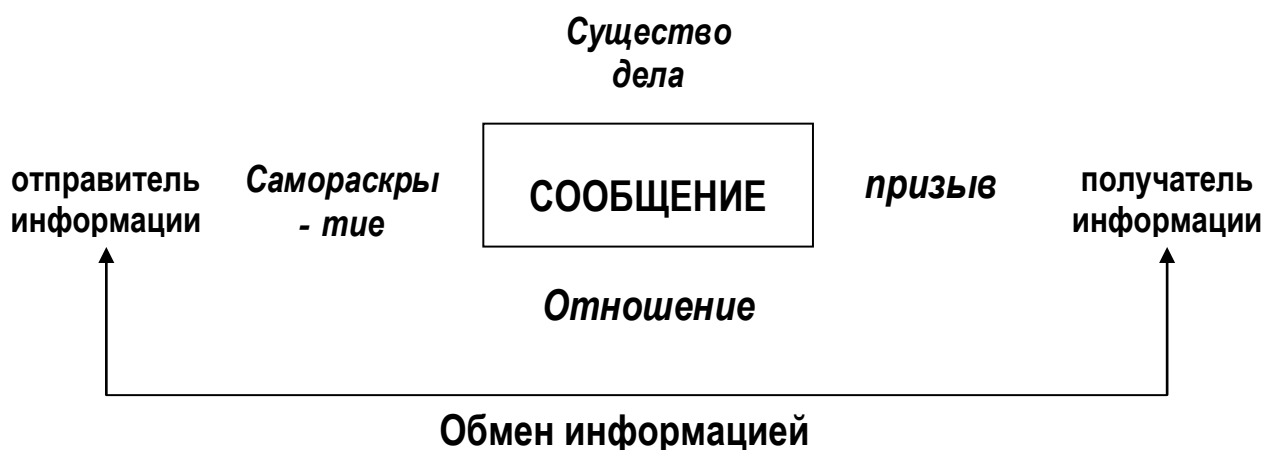 Существо
дела
отправитель
информации
Самораскры
- тие
СООБЩЕНИЕ
призыв
получатель
информации
Отношение
Обмен информацией